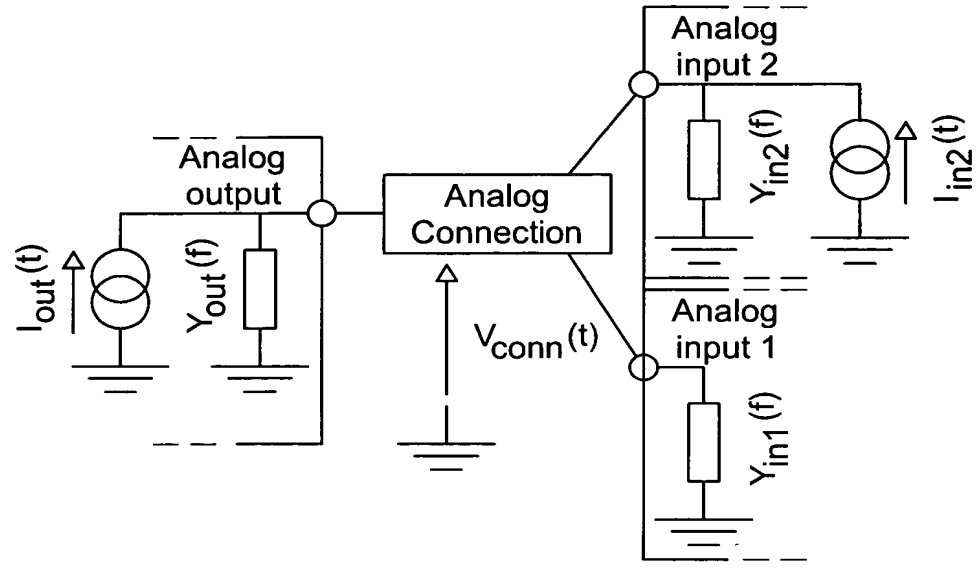 Analog
input 2
Y_in2(f)
I_in2(t)
Analog
output
I_out(t)
Y_out(f)
Analog
Connection
V_conn(t)
Analog
input 1
Y_in1(f)